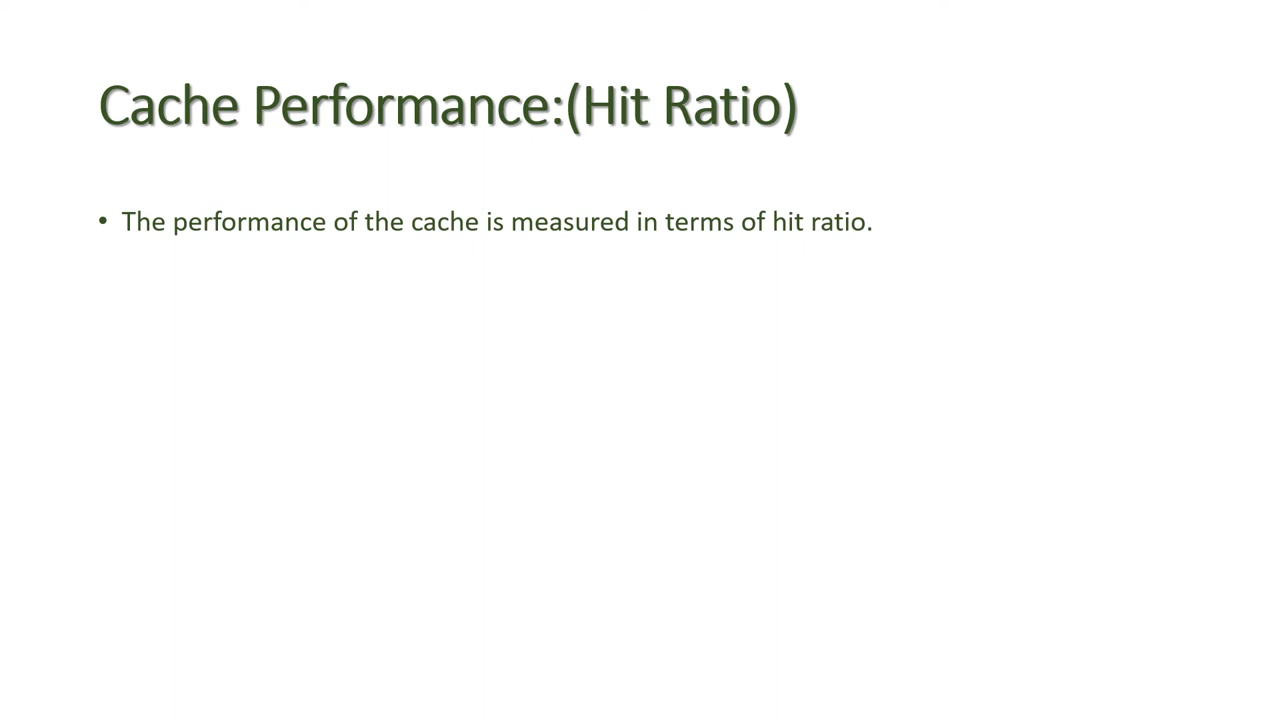 Cache Performance:(Hit Ratio)
• The performance of the cache is measured in terms of hit ratio.